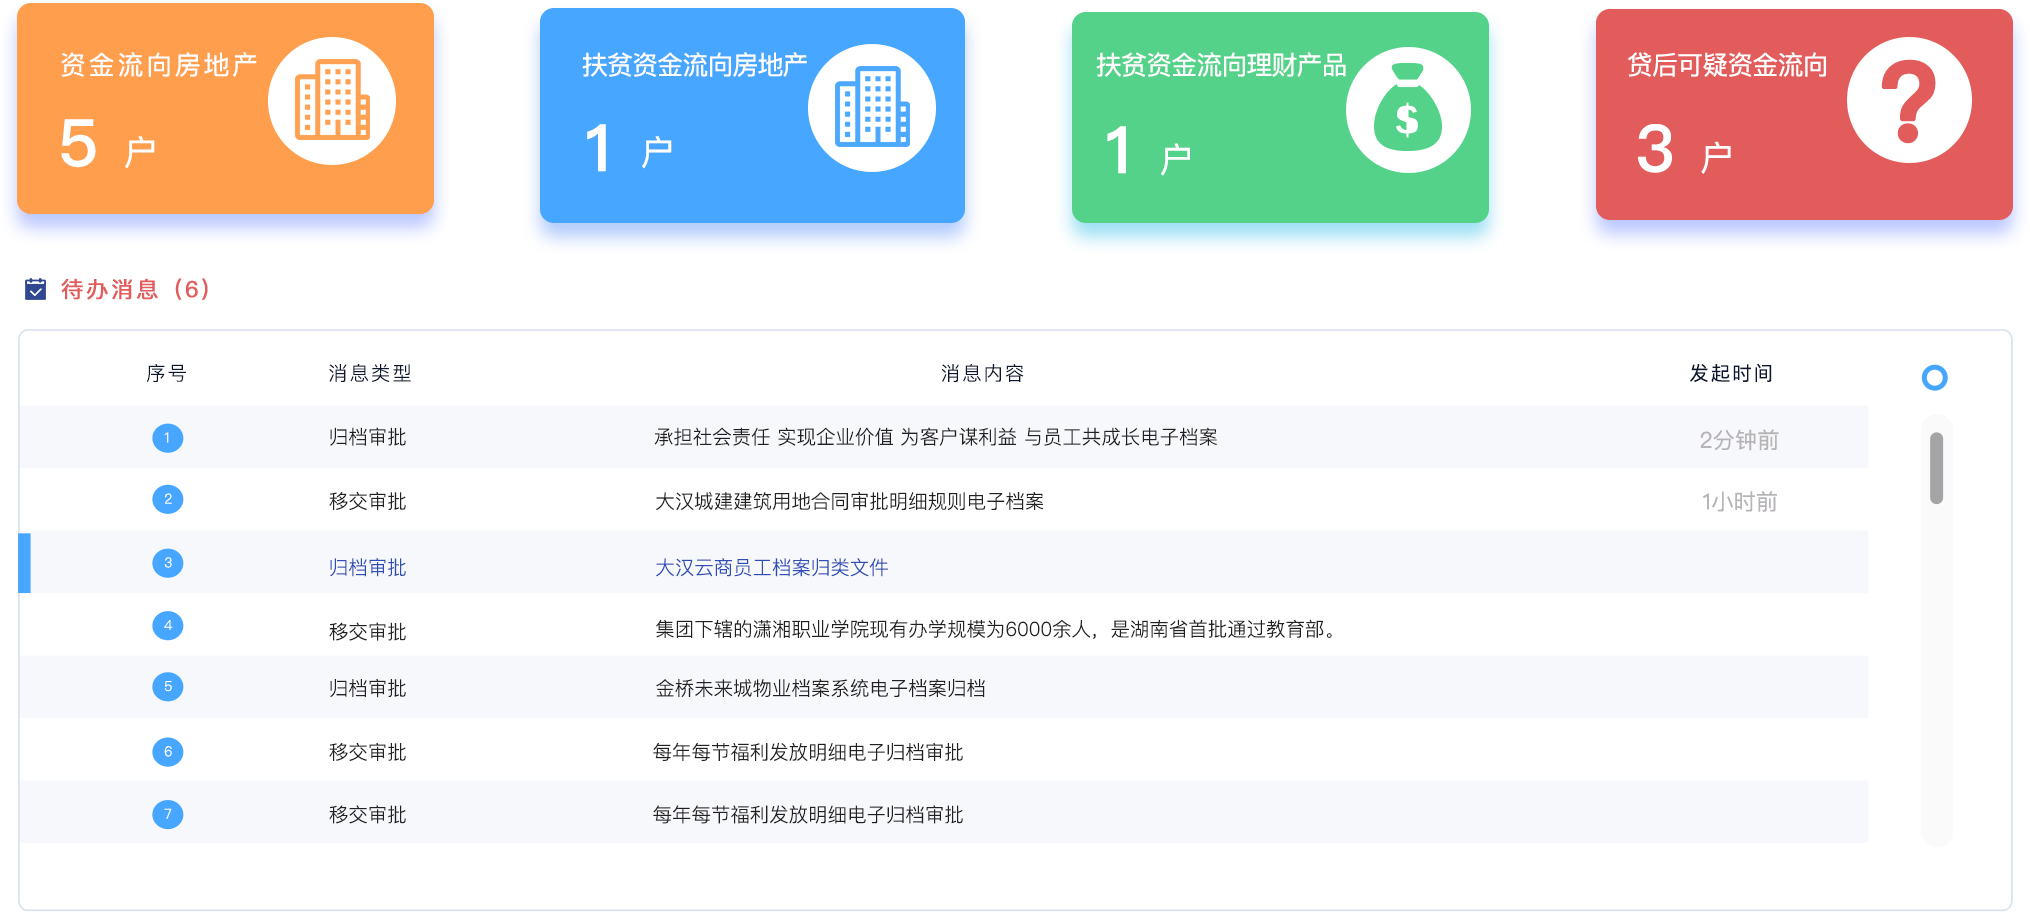 资金流向房地产
5 户
扶贫资金流向房地产
1 户
扶贫资金流向理财产品
1 户
$
贷后可疑资金流向
3 户
?
待办消息（6）
序号 消息类型 消息内容 发起时间
1 归档审批 承担社会责任 实现企业价值 为客户谋利益 与员工共成长电子档案 2分钟前
2 移交审批 大汉城建建筑用地合同审批明细规则电子档案 1小时前
3 归档审批 大汉云商员工档案归类文件
4 移交审批 集团下辖的潇湘职业学院现有办学规模为6000余人，是湖南省首批通过教育部。
5 归档审批 金桥未来城物业档案系统电子档案归档
6 移交审批 每年每节福利发放明细电子归档审批
7 移交审批 每年每节福利发放明细电子归档审批